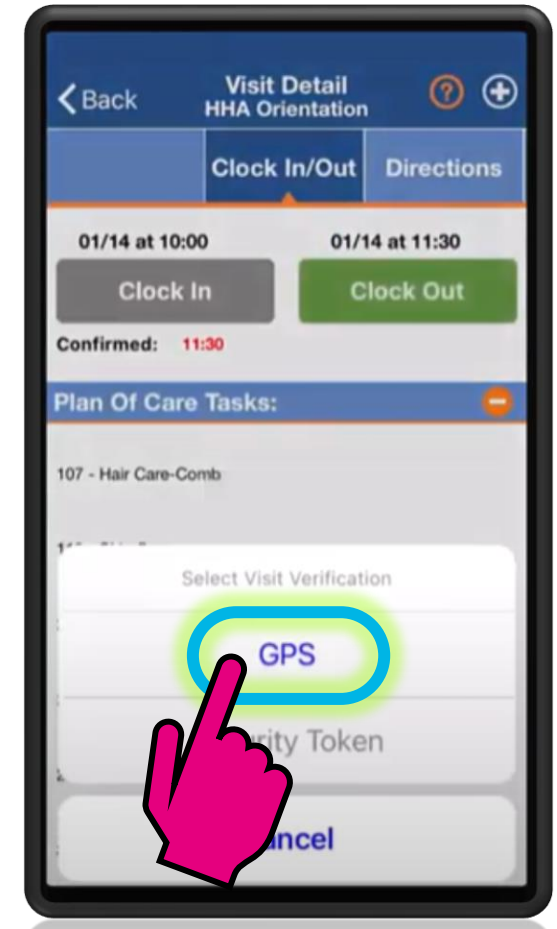 Back
Visit Detail
HHA Orientation
?
Clock In/Out
Directions
01/14 at 10:00
01/14 at 11:30
Clock In
Clock Out
Confirmed: 11:30
Plan Of Care Tasks:
107 - Hair Care-Comb
Select Visit Verification
GPS
Token